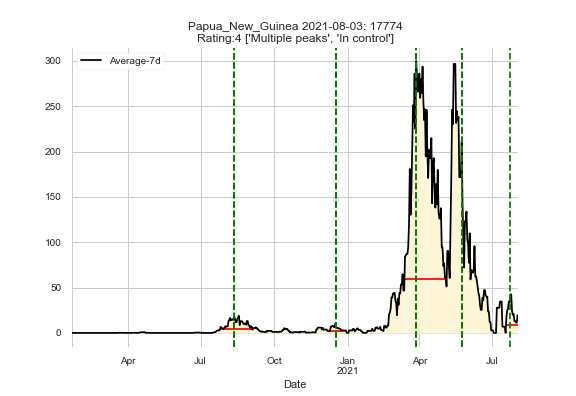 Papua_New_Guinea 2021-08-03: 17774
Rating:4 ['Multiple peaks', 'In control']
Average-7d
300
250
200
150
100
50
0
Apr Jul Oct Jan Apr Jul
2021
Date